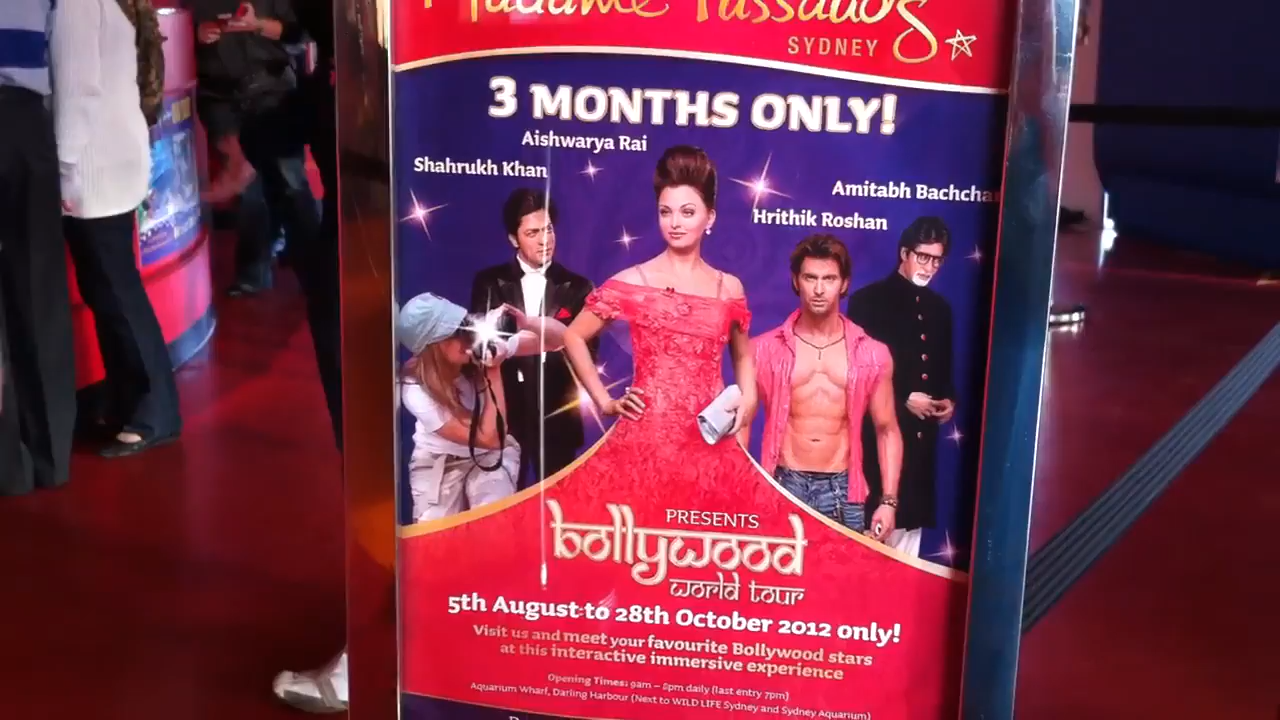 Madame Tussauds
SYDNEY
3 MONTHS ONLY!
Aishwarya Rai
Shahrukh Khan
Amitabh Bachchan
Hrithik Roshan
PRESENTS
bollywood
world tour
5th August to 28th October 2012 only!
Visit us and meet your favourite Bollywood stars
at this interactive immersive experience
Opening Times: 9am – 8pm daily (last entry 7pm)
Aquarium Wharf, Darling Harbour (Next to WILD LIFE Sydney and Sydney Aquarium)